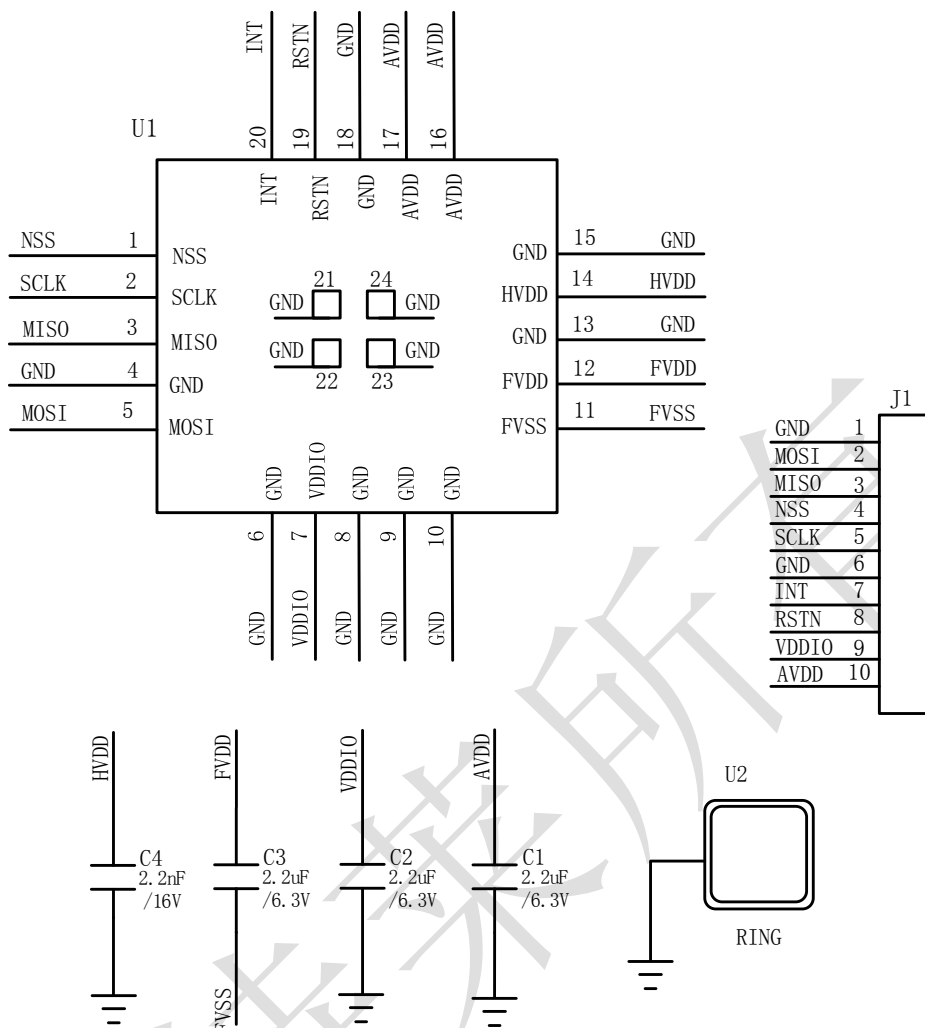 INT RSTN GND AVDD AVDD
20 19 18 17 16
U1
INT RSTN GND AVDD AVDD
NSS 1 NSS
SCLK 2 SCLK
MISO 3 MISO
GND 4 GND
MOSI 5 MOSI
GND 15 GND
HVDD 14 HVDD
GND 13 GND
FVDD 12 FVDD
FVSS 11 FVSS
21 24
GND GND
GND GND
22 23
GND VDDIO GND GND GND
6 7 8 9 10
GND VDDIO GND GND GND
J1
GND 1
MOSI 2
MISO 3
NSS 4
SCLK 5
GND 6
INT 7
RSTN 8
VDDIO 9
AVDD 10
HVDD
C4
2.2nF
/16V
FVDD
C3
2.2uF
/6.3V
FVSS
VDDIO
C2
2.2uF
/6.3V
AVDD
C1
2.2uF
/6.3V
U2
RING
莱所有